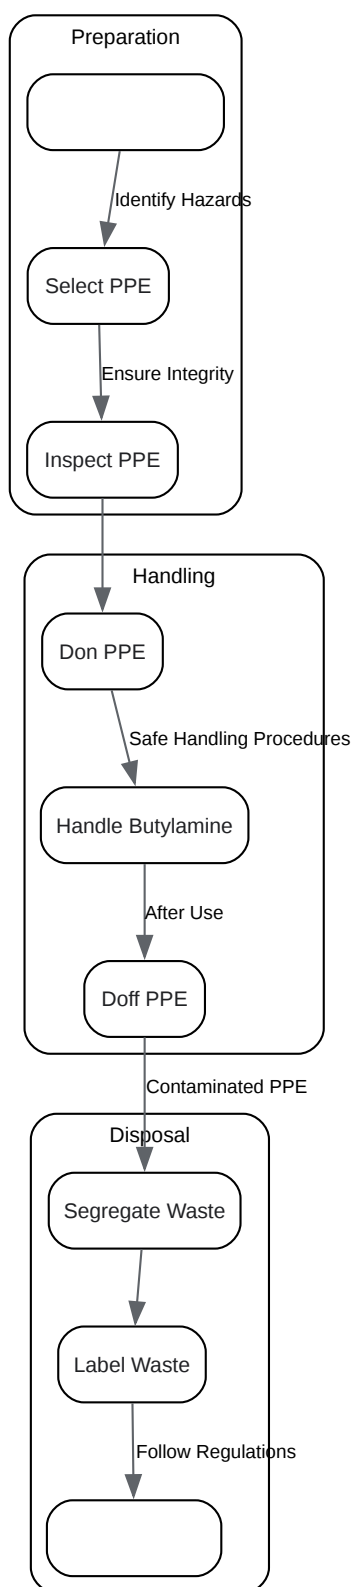 Preparation
Identify Hazards
Select PPE
Ensure Integrity
Inspect PPE
Handling
Don PPE
Safe Handling Procedures
Handle Butylamine
After Use
Doff PPE
Contaminated PPE
Disposal
Segregate Waste
Label Waste
Follow Regulations